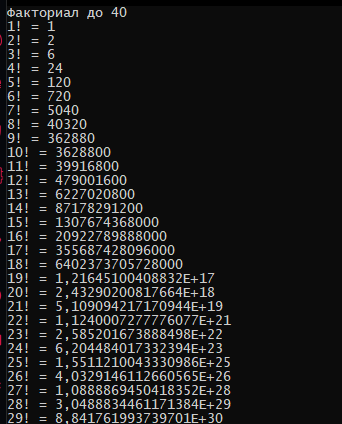 Факториал до 40
1! = 1
2! = 2
3! = 6
4! = 24
5! = 120
6! = 720
7! = 5040
8! = 40320
9! = 362880
10! = 3628800
11! = 39916800
12! = 479001600
13! = 6227020800
14! = 87178291200
15! = 1307674368000
16! = 20922789888000
17! = 355687428096000
18! = 6402373705728000
19! = 1,21645100408832E+17
20! = 2,43290200817664E+18
21! = 5,109094217170944E+19
22! = 1,1240007277776077E+21
23! = 2,585201673888498E+22
24! = 6,204484017332394E+23
25! = 1,5511210043330986E+25
26! = 4,0329146112660565E+26
27! = 1,0888869450418352E+28
28! = 3,0488834461171384E+29
29! = 8,841761993739701E+30